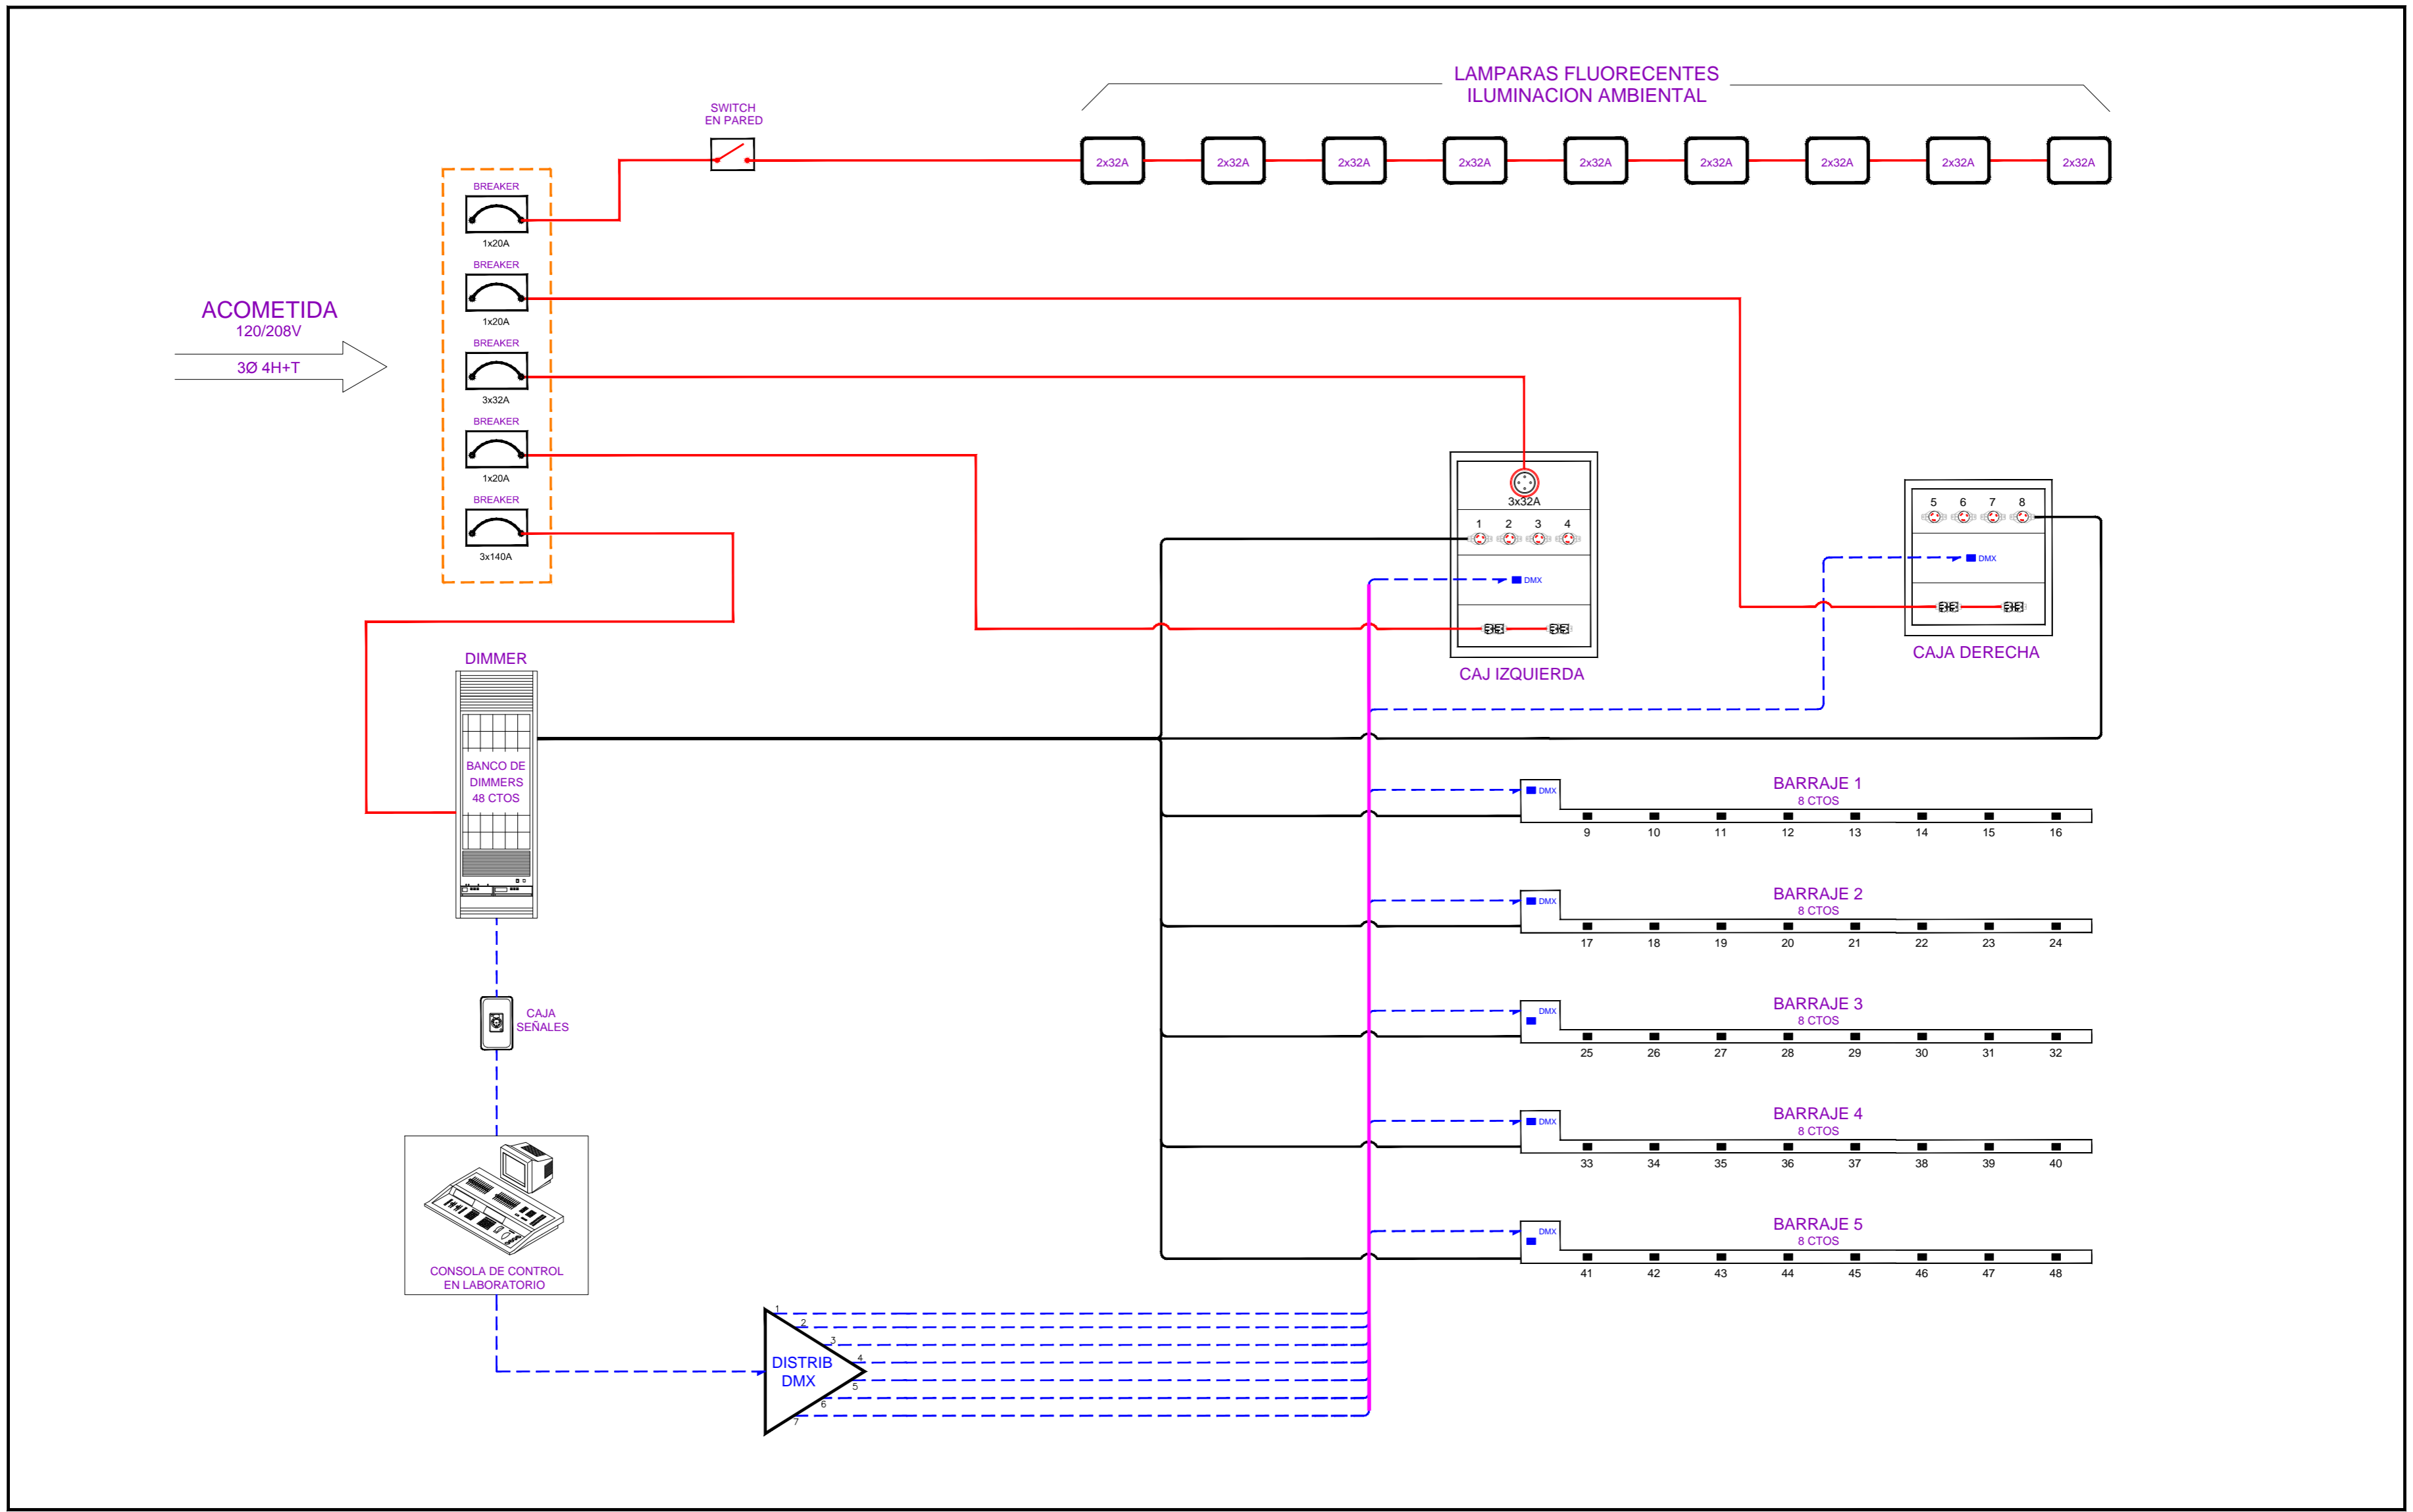 LAMPARAS FLUORECENTES
ILUMINACION AMBIENTAL
SWITCH
EN PARED
2x32A 2x32A 2x32A 2x32A 2x32A 2x32A 2x32A 2x32A 2x32A
BREAKER
1x20A
BREAKER
1x20A
BREAKER
3x32A
BREAKER
1x20A
BREAKER
3x140A
ACOMETIDA
120/208V
3Ø 4H+T
3x32A
1 2 3 4
DMX
CAJ IZQUIERDA
5 6 7 8
DMX
CAJA DERECHA
DIMMER
BANCO DE
DIMMERS
48 CTOS
CAJA
SEÑALES
CONSOLA DE CONTROL
EN LABORATORIO
BARRAJE 1
8 CTOS
DMX
9 10 11 12 13 14 15 16
BARRAJE 2
8 CTOS
DMX
17 18 19 20 21 22 23 24
BARRAJE 3
8 CTOS
DMX
25 26 27 28 29 30 31 32
BARRAJE 4
8 CTOS
DMX
33 34 35 36 37 38 39 40
BARRAJE 5
8 CTOS
DMX
41 42 43 44 45 46 47 48
DISTRIB
DMX
1
2
3
4
5
6
7